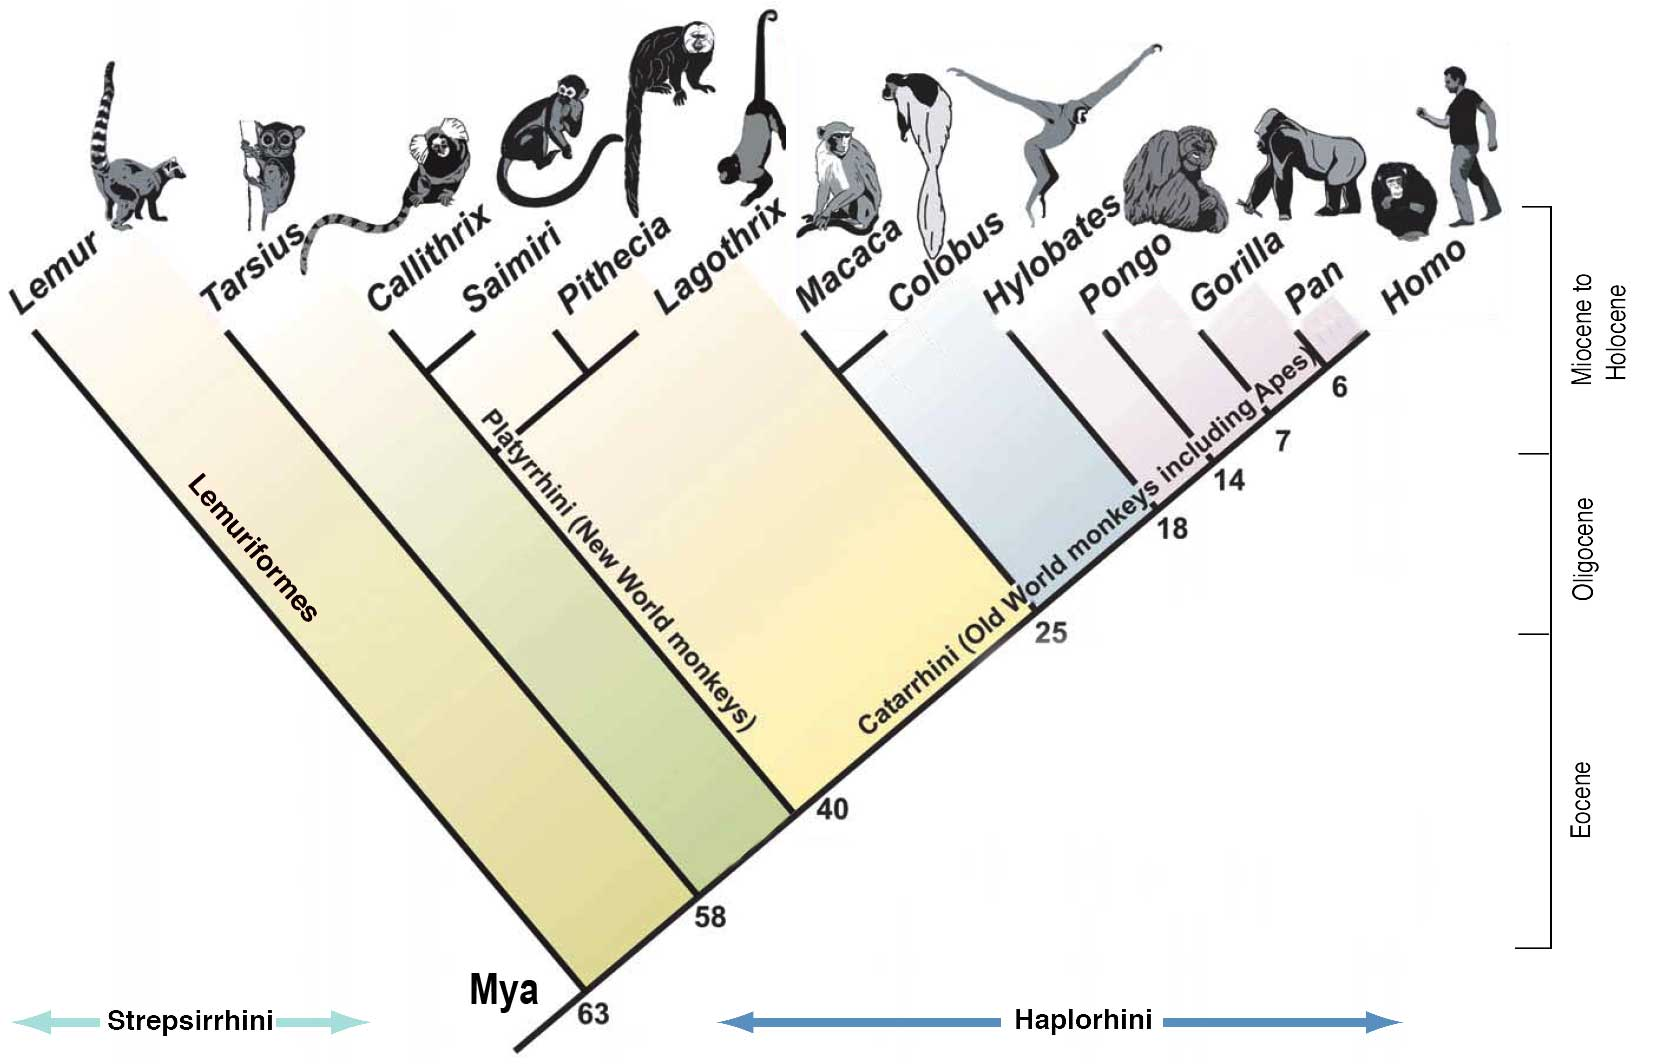 Lemur
Tarsius
Callithrix
Saimiri
Pithecia
Lagothrix
Macaca
Colobus
Hylobates
Pongo
Gorilla
Pan
Homo
Lemuriformes
Platyrrhini (New World monkeys)
Catarrhini (Old World monkeys including Apes)
6
7
14
18
25
40
58
63
Mya
Miocene to
Holocene
Oligocene
Eocene
Strepsirrhini
Haplorhini